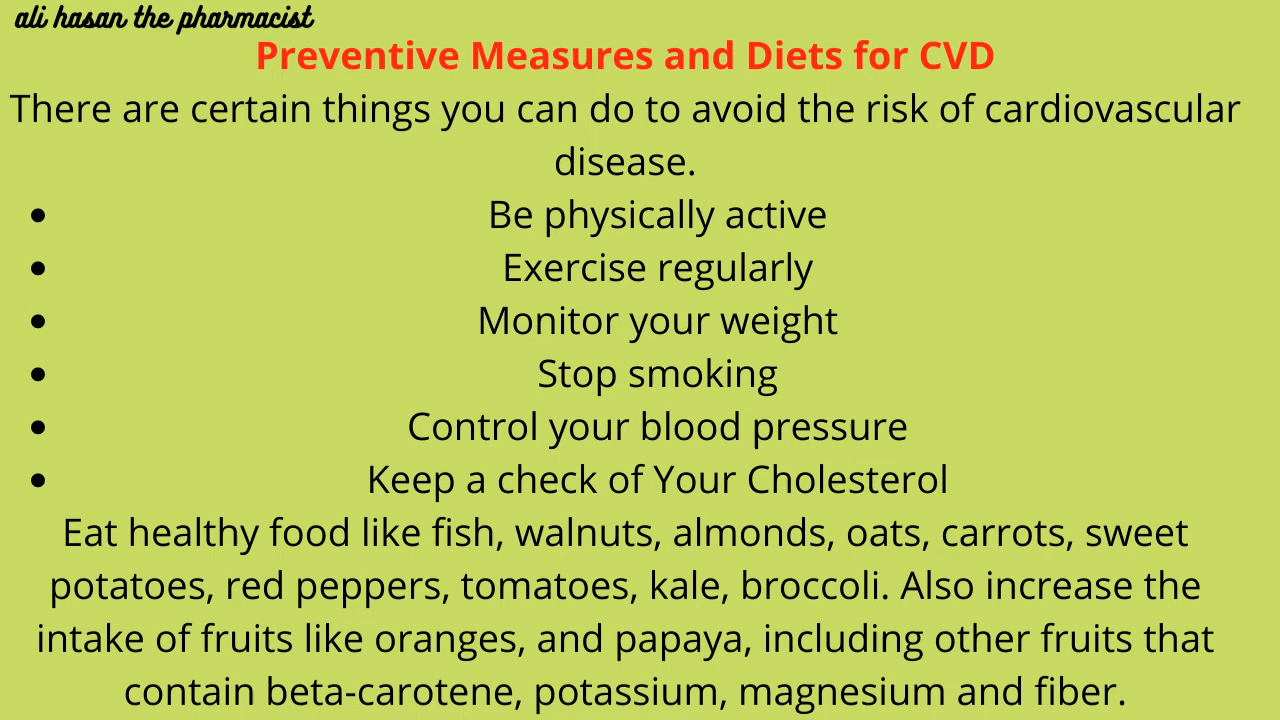 ali hasan the pharmacist
Preventive Measures and Diets for CVD
There are certain things you can do to avoid the risk of cardiovascular
disease.
• Be physically active
• Exercise regularly
• Monitor your weight
• Stop smoking
• Control your blood pressure
• Keep a check of Your Cholesterol
Eat healthy food like fish, walnuts, almonds, oats, carrots, sweet
potatoes, red peppers, tomatoes, kale, broccoli. Also increase the
intake of fruits like oranges, and papaya, including other fruits that
contain beta-carotene, potassium, magnesium and fiber.